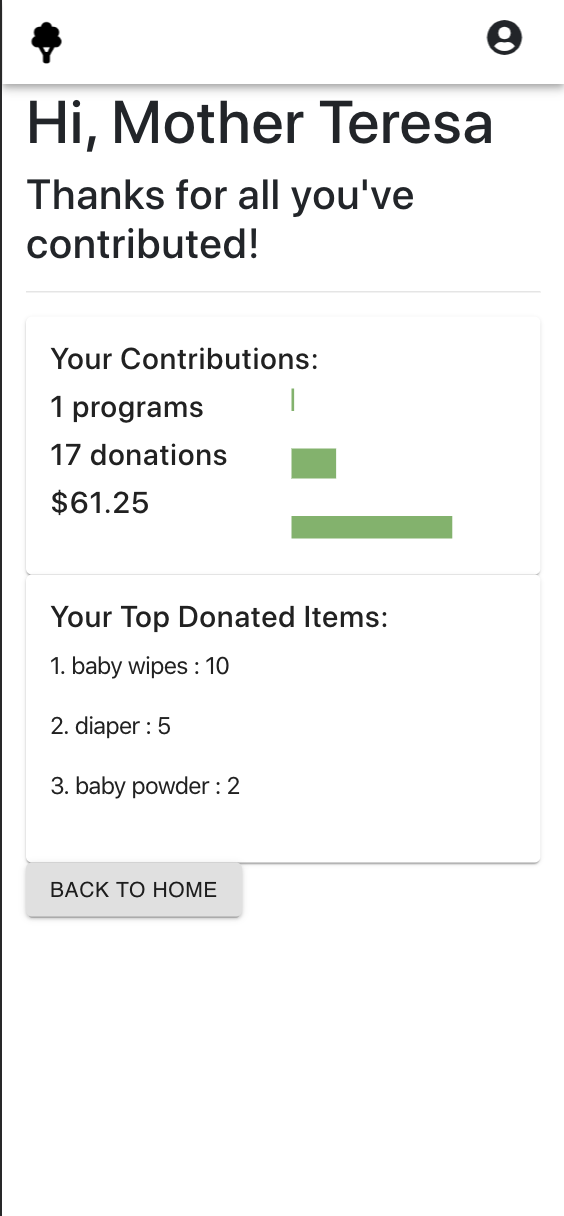 Hi, Mother Teresa
Thanks for all you've
contributed!
Your Contributions:
1 programs
17 donations
$61.25
Your Top Donated Items:
1. baby wipes : 10
2. diaper : 5
3. baby powder : 2
BACK TO HOME